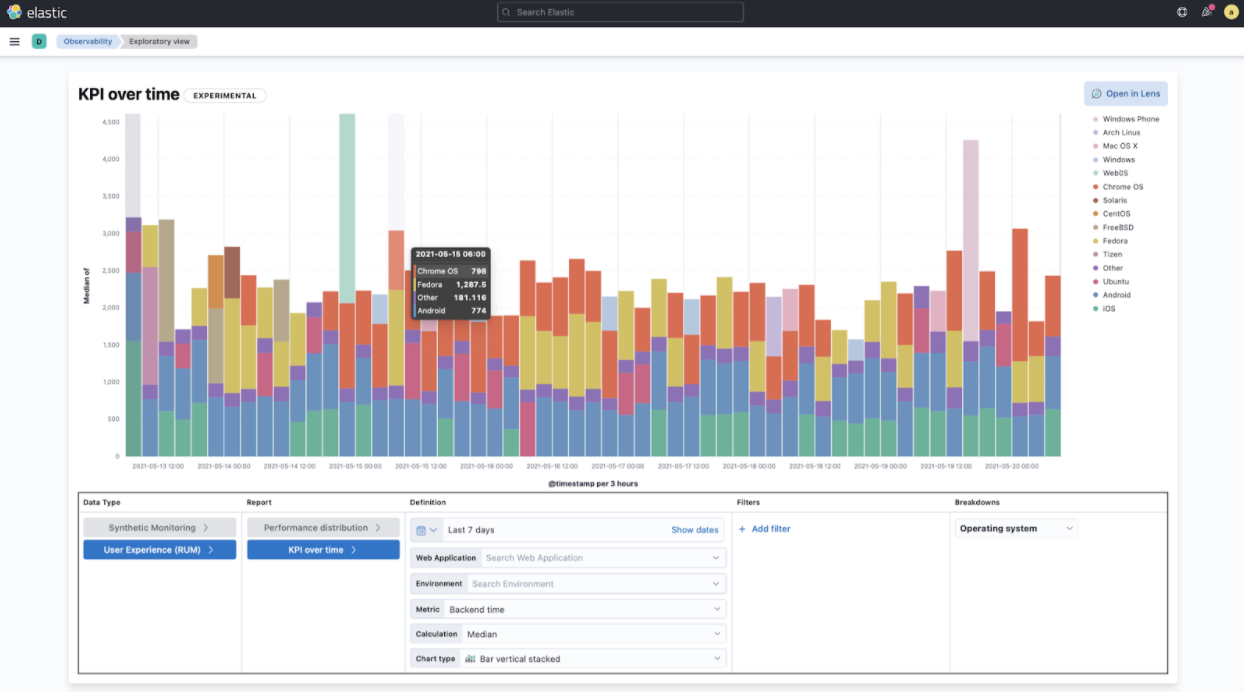 elastic
Search Elastic
a
D
Observability
Exploratory view
KPI over time
EXPERIMENTAL
Open in Lens
4,500
4,000
3,500
3,000
2,500
2,000
1,500
1,000
500
0
Median of
2021-05-15 06:00
Chrome OS 798
Fedora 1,287.5
Other 181.116
Android 774
2021-05-13 12:00
2021-05-14 00:00
2021-05-14 12:00
2021-05-15 00:00
2021-05-15 12:00
2021-05-16 00:00
2021-05-16 12:00
2021-05-17 00:00
2021-05-17 12:00
2021-05-18 00:00
2021-05-18 12:00
2021-05-19 00:00
2021-05-19 12:00
2021-05-20 00:00
@timestamp per 3 hours
Windows Phone
Arch Linux
Mac OS X
Windows
Web0S
Chrome OS
Solaris
CentOS
FreeBSD
Fedora
Tizen
Other
Ubuntu
Android
iOS
Data Type
Report
Definition
Filters
Breakdowns
Synthetic Monitoring
User Experience (RUM)
Performance distribution
KPI over time
Last 7 days
Show dates
Web Application Search Web Application
Environment Search Environment
Metric Backend time
Calculation Median
Chart type Bar vertical stacked
+ Add filter
Operating system